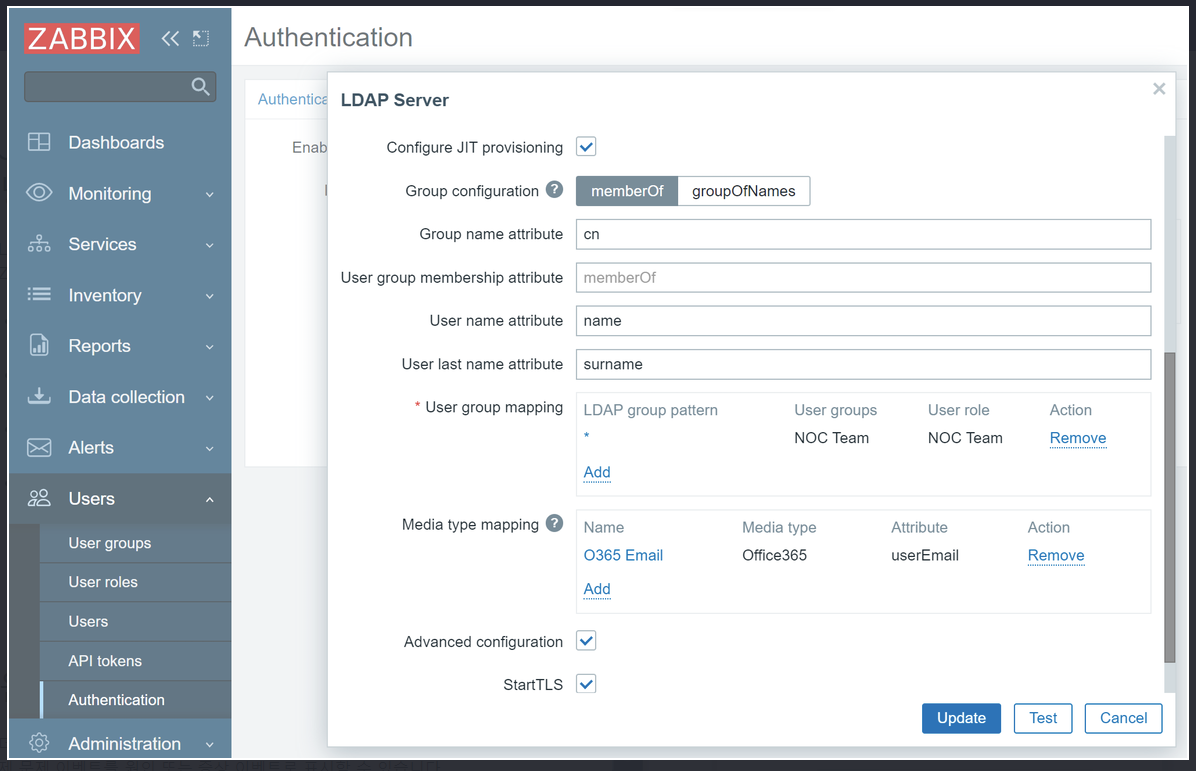 ZABBIX
Authentication
Dashboards
Monitoring
Services
Inventory
Reports
Data collection
Alerts
Users
User groups
User roles
Users
API tokens
Authentication
Administration
LDAP Server
Configure JIT provisioning
Group configuration ? memberOf groupOfNames
Group name attribute cn
User group membership attribute memberOf
User name attribute name
User last name attribute surname
* User group mapping LDAP group pattern User groups User role Action
* NOC Team NOC Team Remove
Add
Media type mapping ? Name Media type Attribute Action
O365 Email Office365 userEmail Remove
Add
Advanced configuration
StartTLS
Update Test Cancel